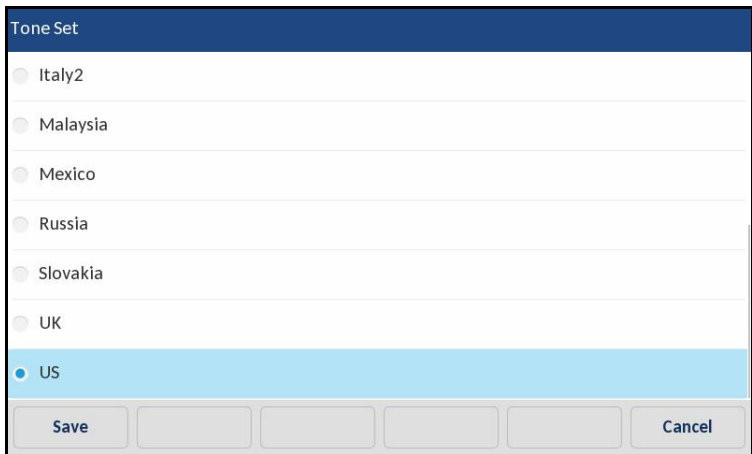 Tone Set
Italy2
Malaysia
Mexico
Russia
Slovakia
UK
US
Save Cancel